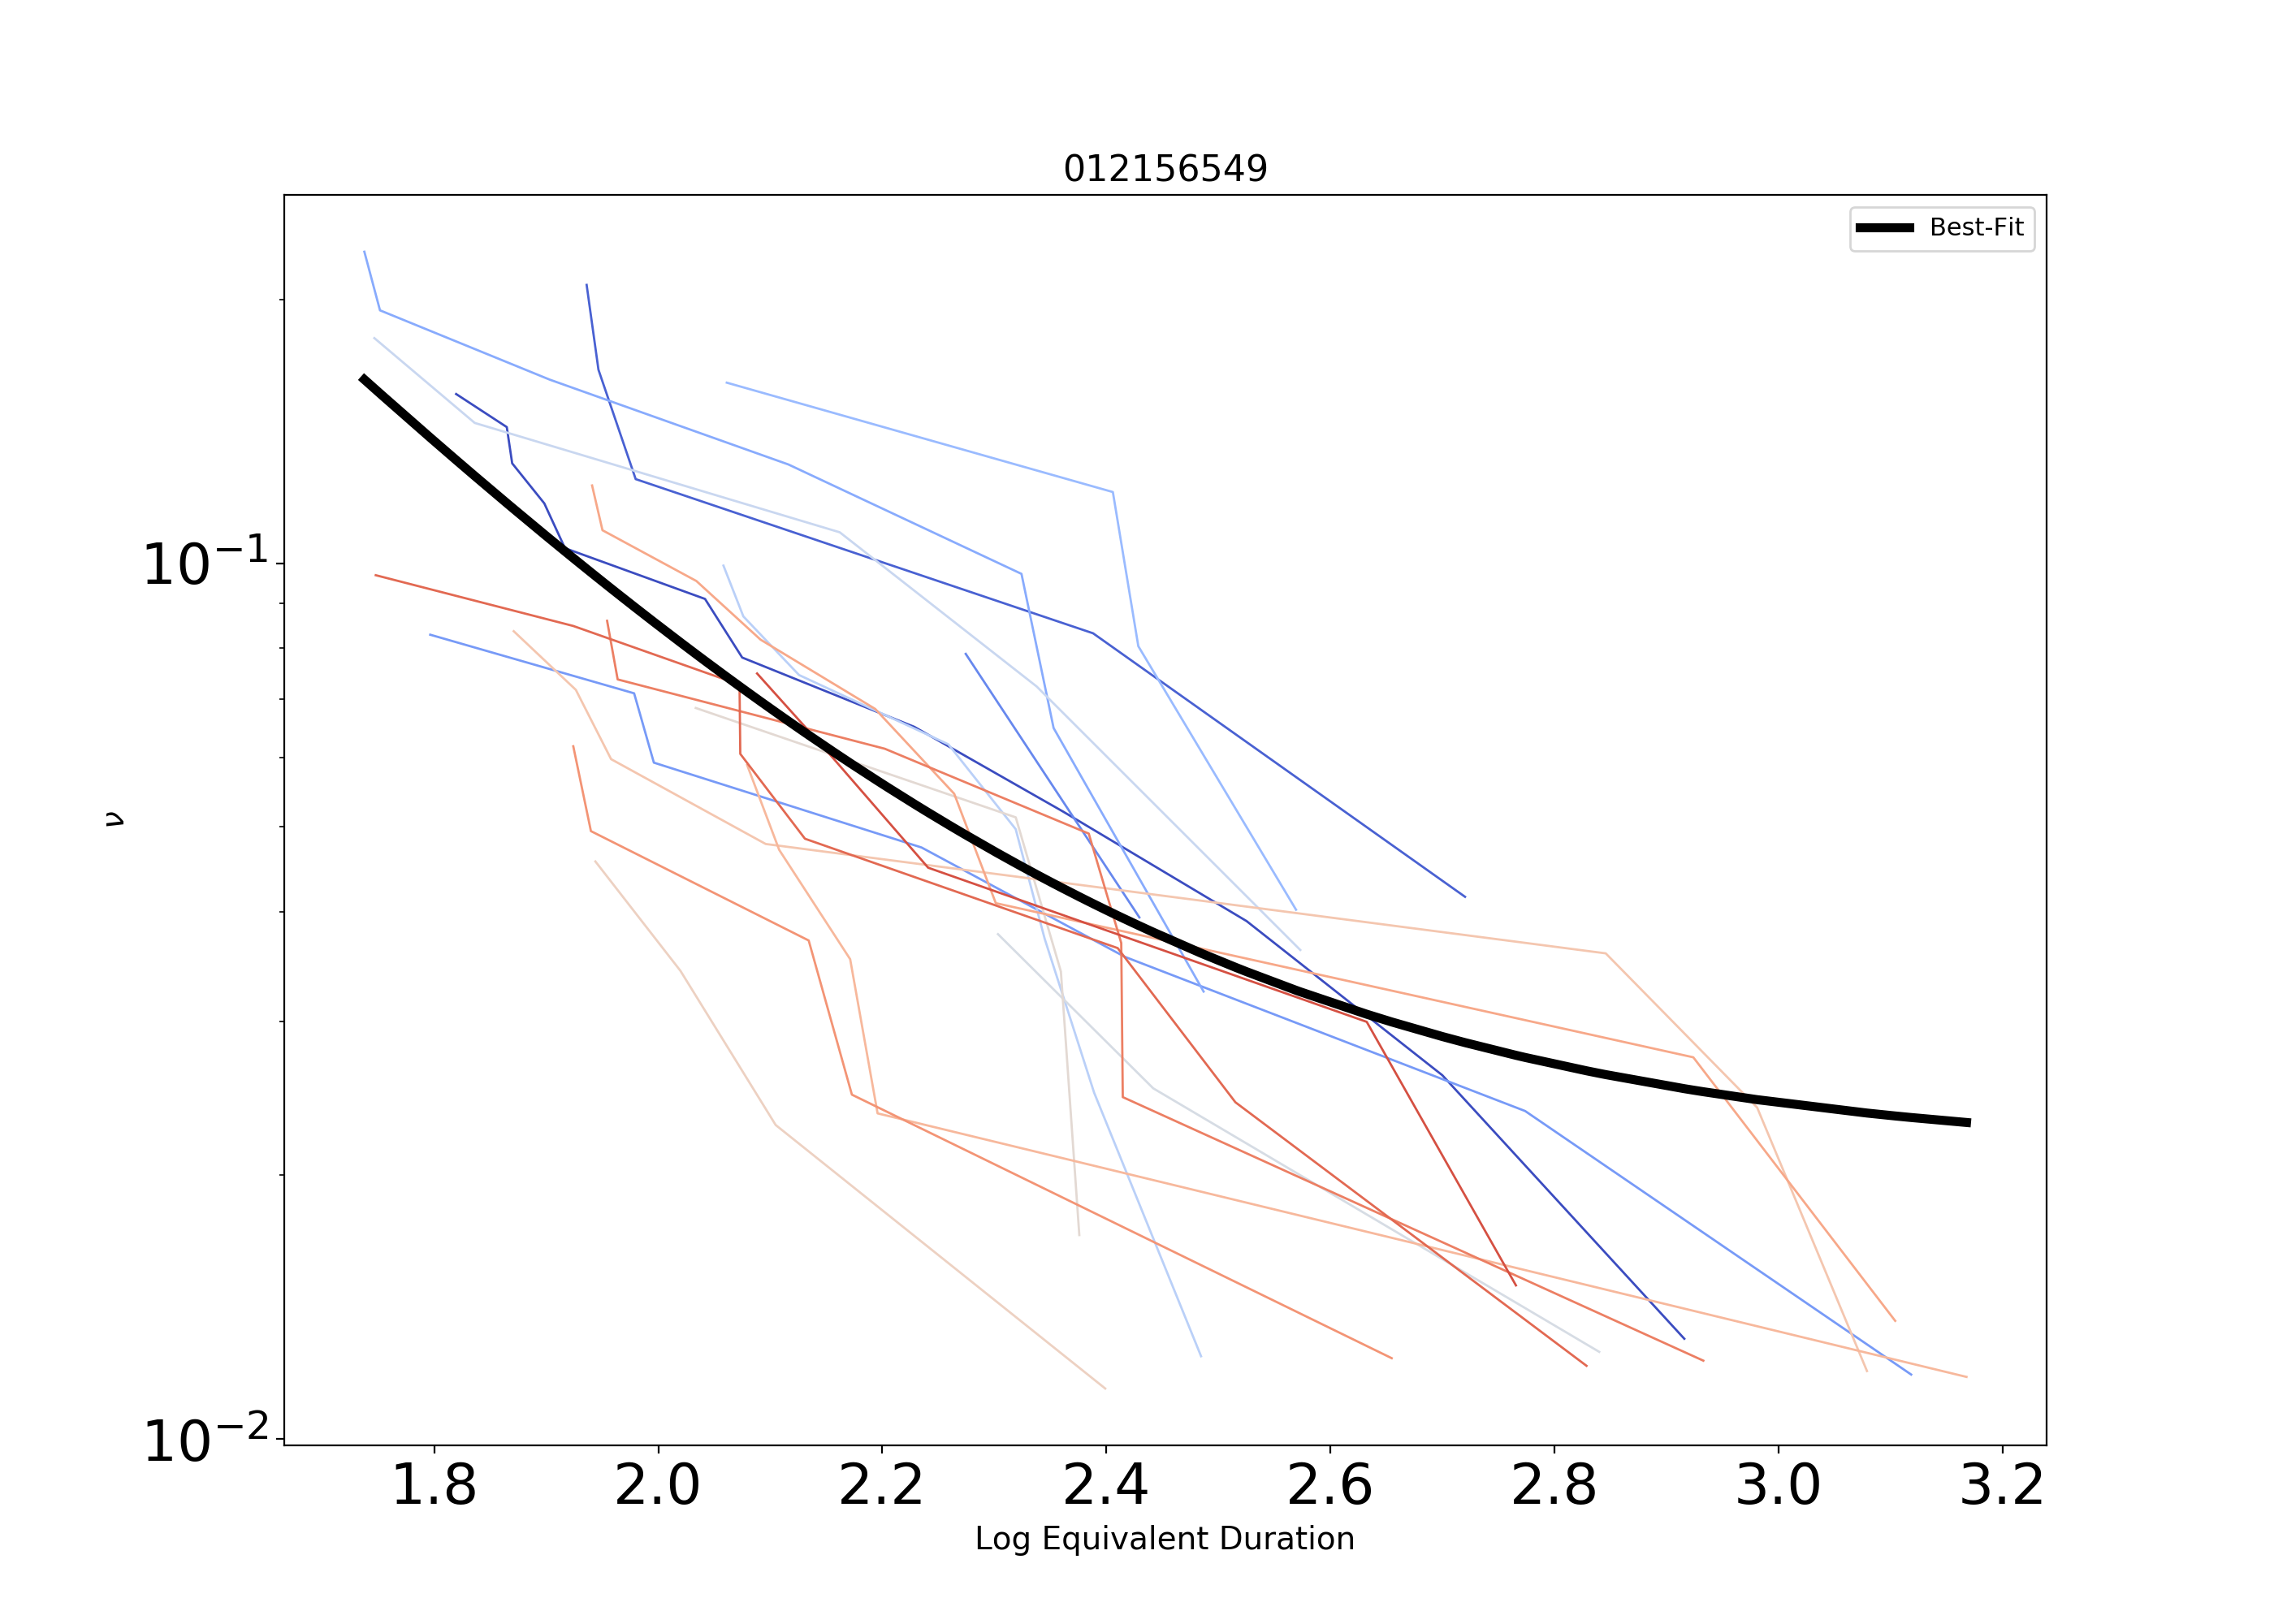 012156549
Best-Fit
10⁻¹
ν
10⁻²
1.8 2.0 2.2 2.4 2.6 2.8 3.0 3.2
Log Equivalent Duration